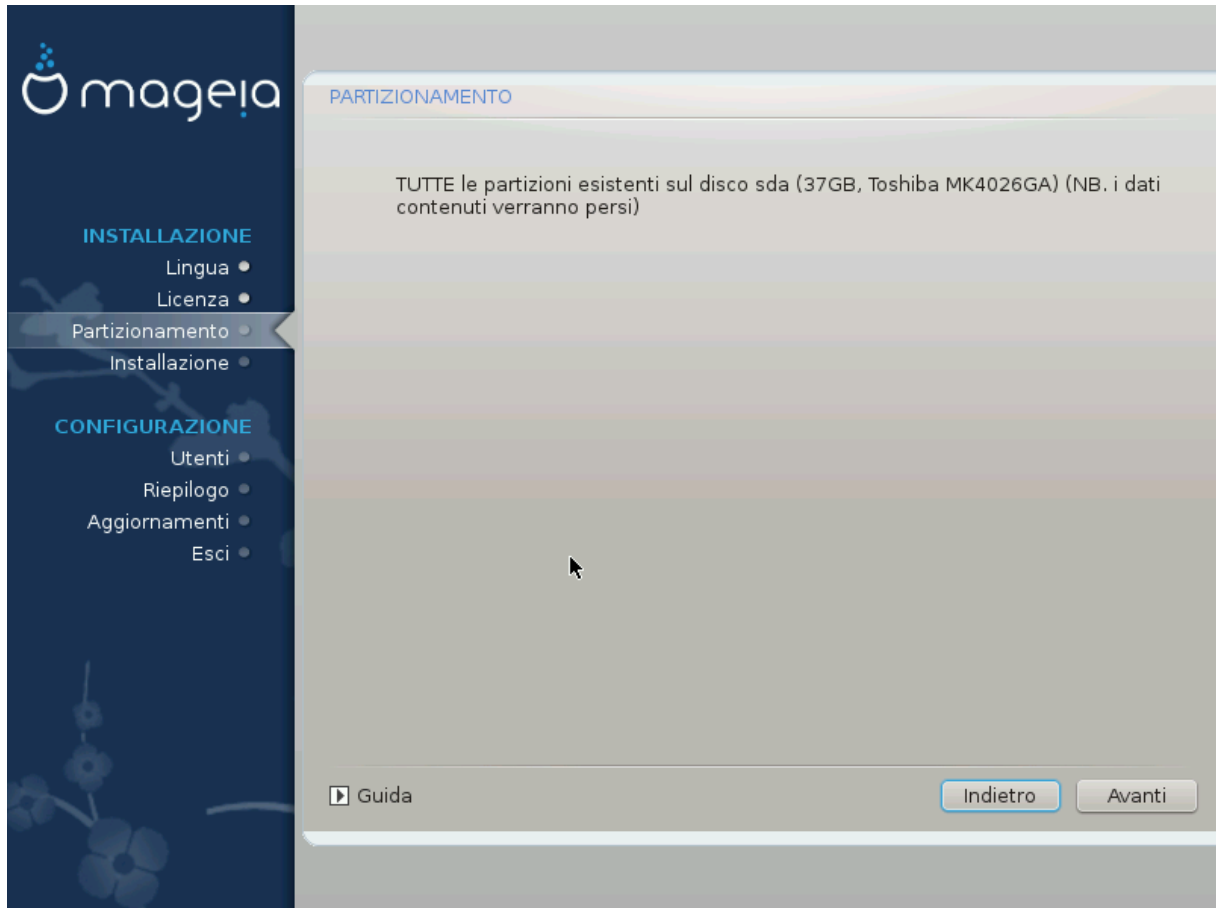 mageia
INSTALLAZIONE
Lingua
Licenza
Partizionamento
Installazione
CONFIGURAZIONE
Utenti
Riepilogo
Aggiornamenti
Esci
PARTIZIONAMENTO
TUTTE le partizioni esistenti sul disco sda (37GB, Toshiba MK4026GA) (NB. i dati
contenuti verranno persi)
Guida
Indietro
Avanti